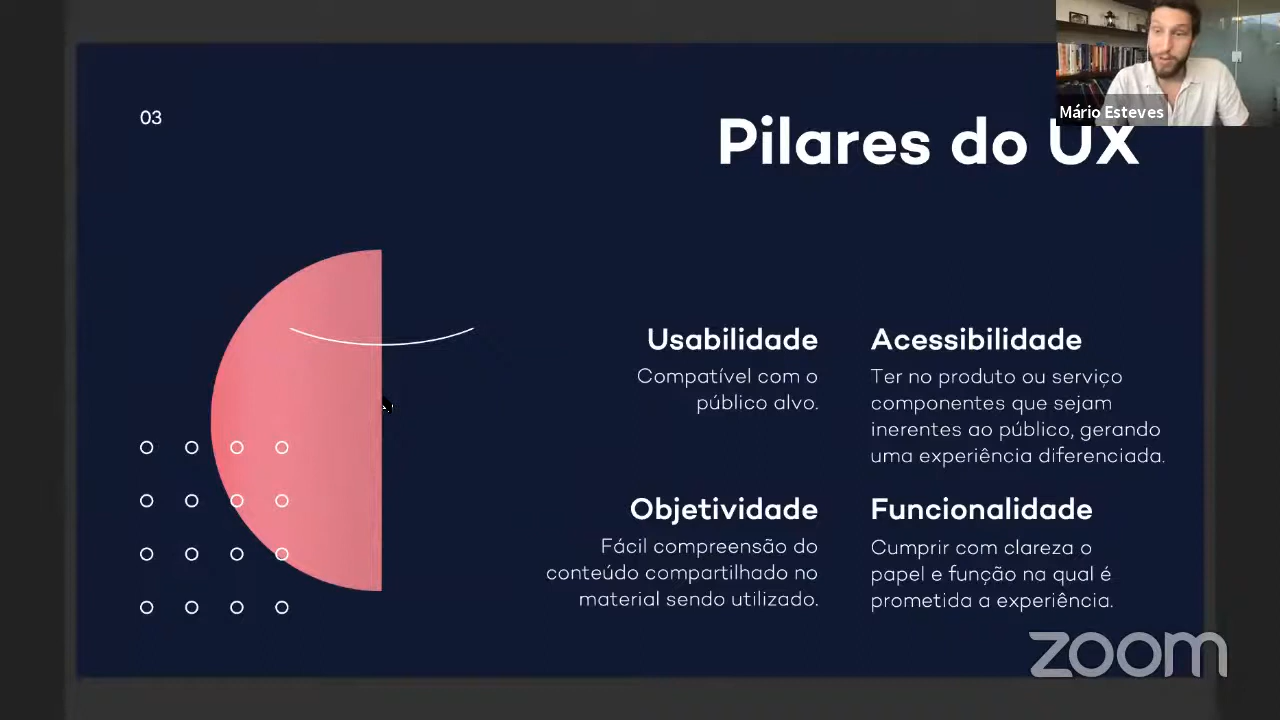 03
Mário Esteves
Pilares do UX
Usabilidade
Compatível com o
público alvo.
Acessibilidade
Ter no produto ou serviço
componentes que sejam
inerentes ao público, gerando
uma experiência diferenciada.
Objetividade
Fácil compreensão do
conteúdo compartilhado no
material sendo utilizado.
Funcionalidade
Cumprir com clareza o
papel e função na qual é
prometida a experiência.
zoom